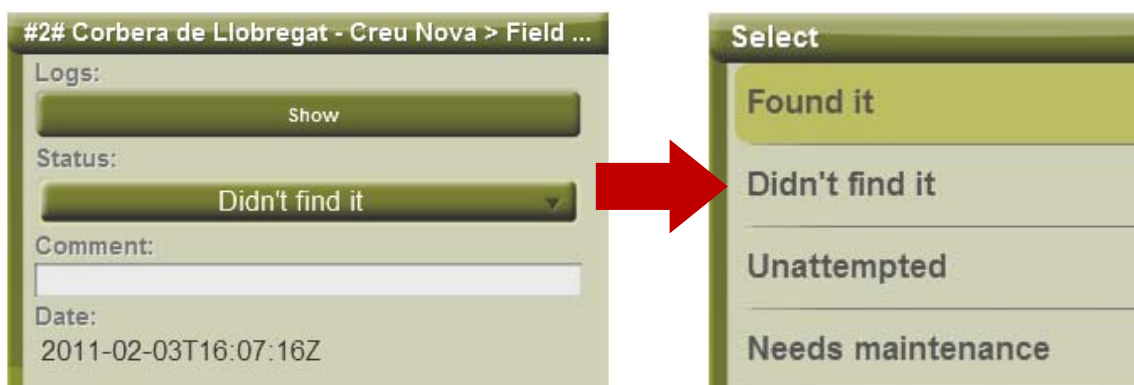 #2# Corbera de Llobregat - Creu Nova > Field ...
Logs:
Show
Status:
Didn't find it
Comment:
Date:
2011-02-03T16:07:16Z
Select
Found it
Didn't find it
Unattempted
Needs maintenance